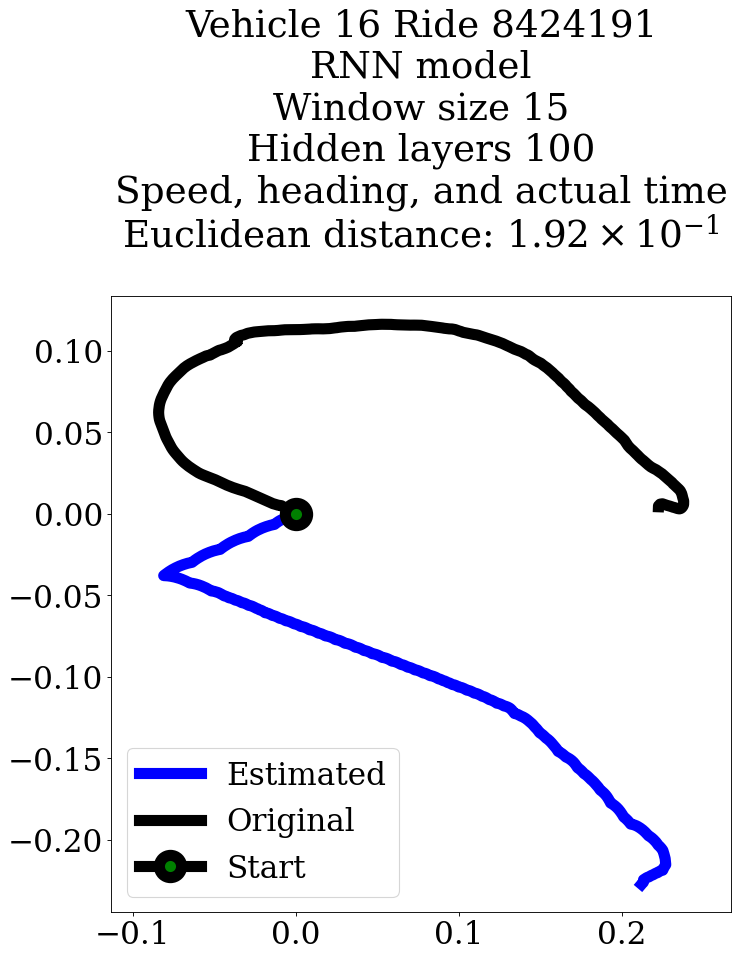 Vehicle 16 Ride 8424191
RNN model
Window size 15
Hidden layers 100
Speed, heading, and actual time
Euclidean distance: 1.92 × 10⁻¹
0.10
0.05
0.00
−0.05
−0.10
−0.15
−0.20
Estimated
Original
Start
−0.1 0.0 0.1 0.2